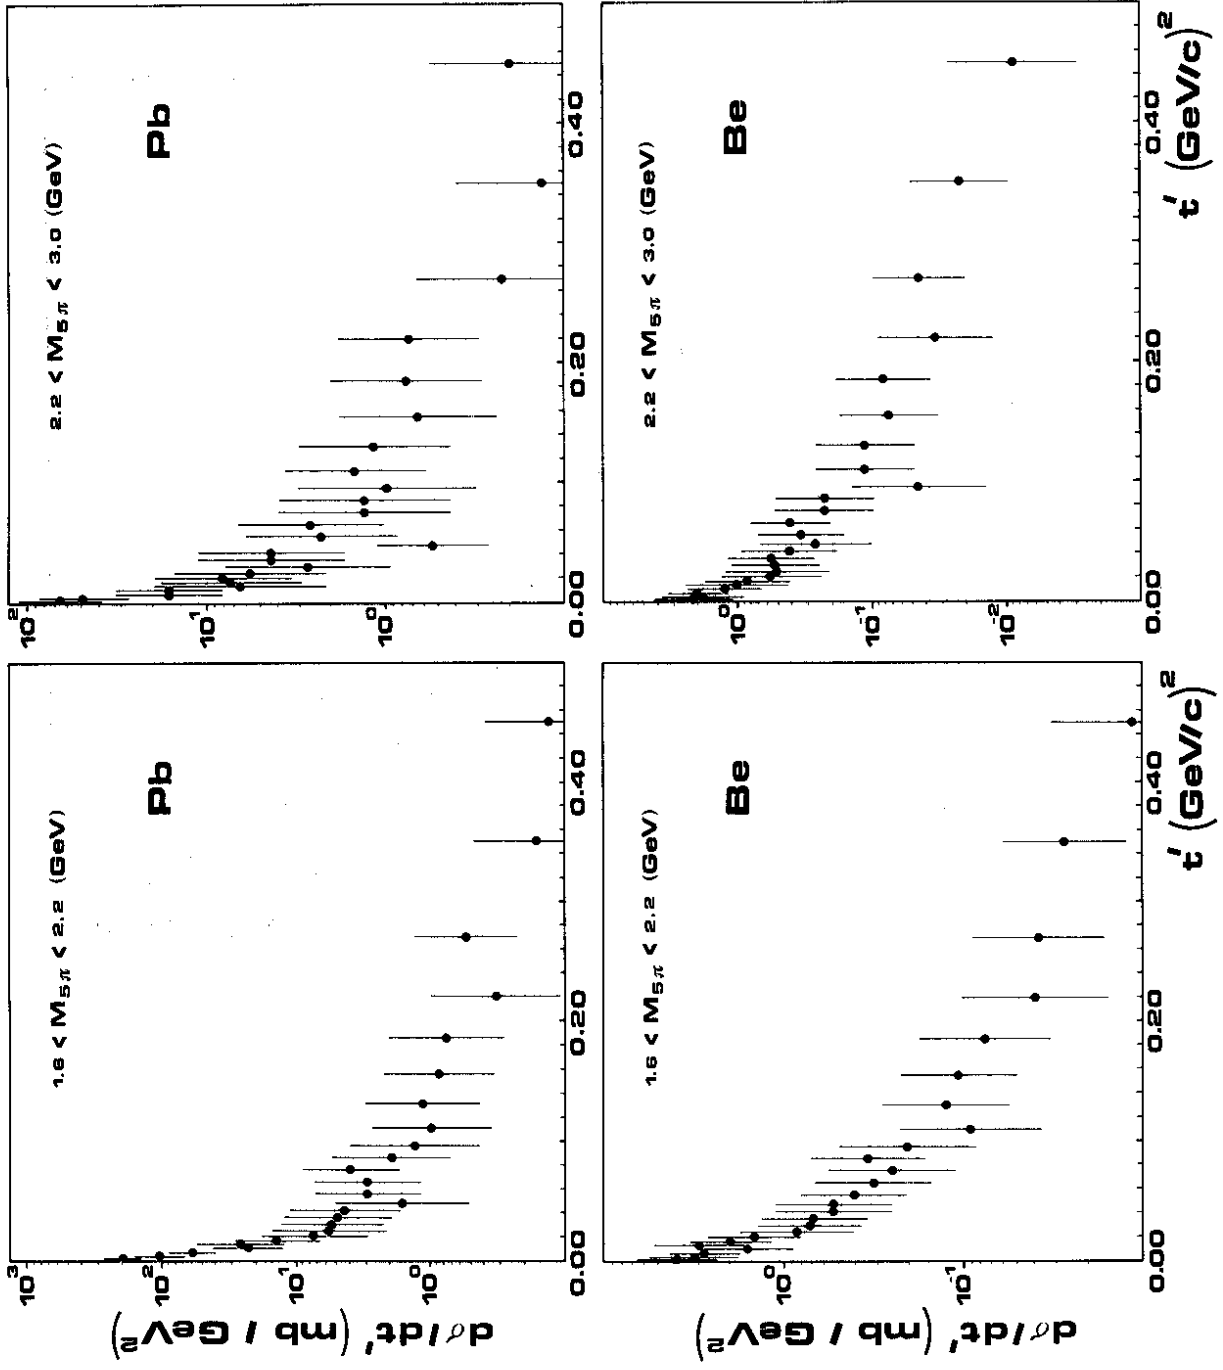 1.6 < M5π < 2.2 (GeV)
Pb
10³
10²
10¹
10⁰
dσ/dt' (mb / GeV²)
0.00
0.20
0.40
2.2 < M5π < 3.0 (GeV)
Pb
10²
10¹
10⁰
0.00
0.20
0.40
1.6 < M5π < 2.2 (GeV)
Be
10⁰
10⁻¹
dσ/dt' (mb / GeV²)
0.00
0.20
0.40
t' (GeV/c)²
2.2 < M5π < 3.0 (GeV)
Be
10⁰
10⁻¹
10⁻²
0.00
0.20
0.40
t' (GeV/c)²